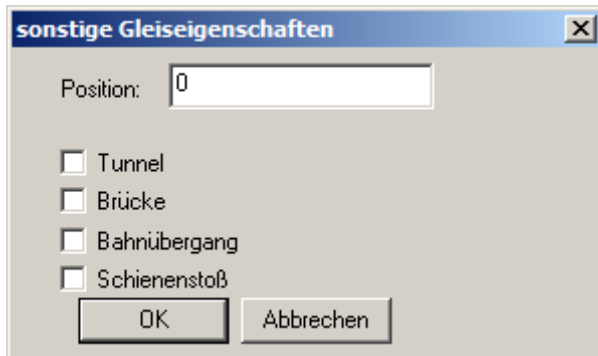 sonstige Gleiseigenschaften
Position: 0
Tunnel
Brücke
Bahnübergang
Schienenstoß
OK Abbrechen